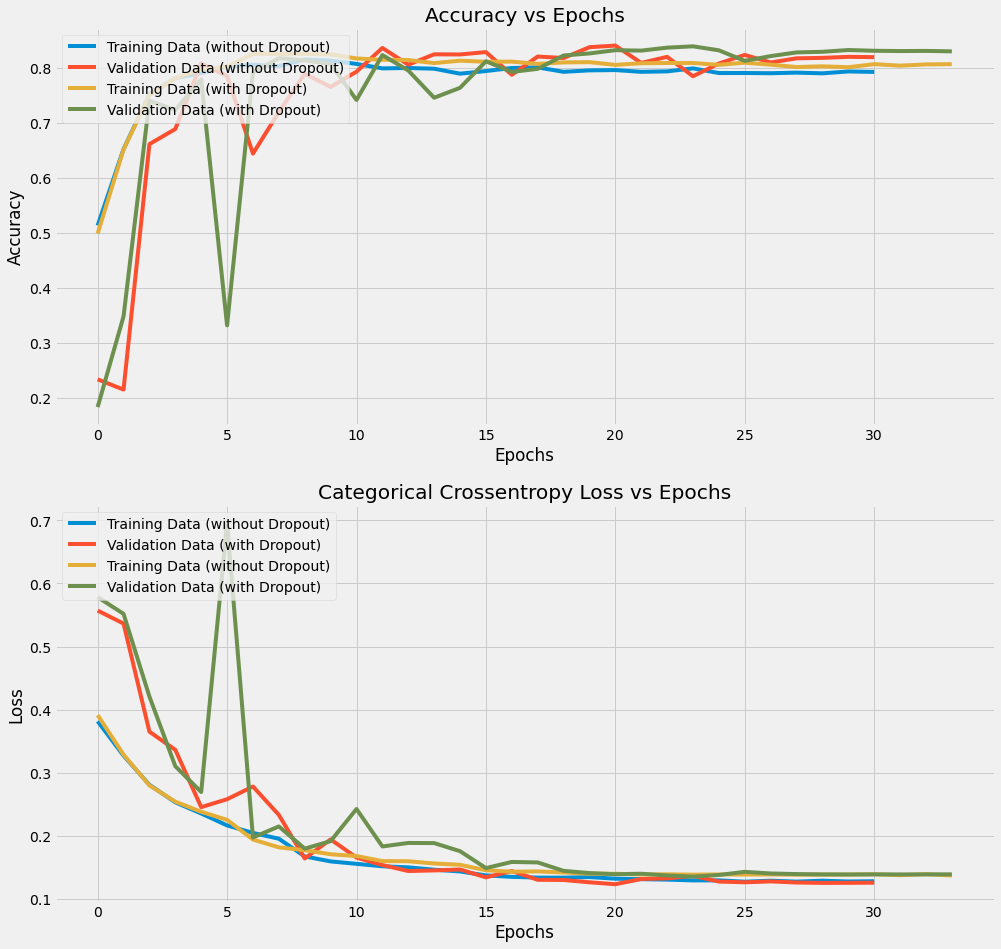 Accuracy vs Epochs
Training Data (without Dropout)
Validation Data (without Dropout)
Training Data (with Dropout)
Validation Data (with Dropout)
Accuracy
0.8
0.7
0.6
0.5
0.4
0.3
0.2
0 5 10 15 20 25 30
Epochs
Categorical Crossentropy Loss vs Epochs
Training Data (without Dropout)
Validation Data (with Dropout)
Training Data (without Dropout)
Validation Data (with Dropout)
Loss
0.7
0.6
0.5
0.4
0.3
0.2
0.1
0 5 10 15 20 25 30
Epochs